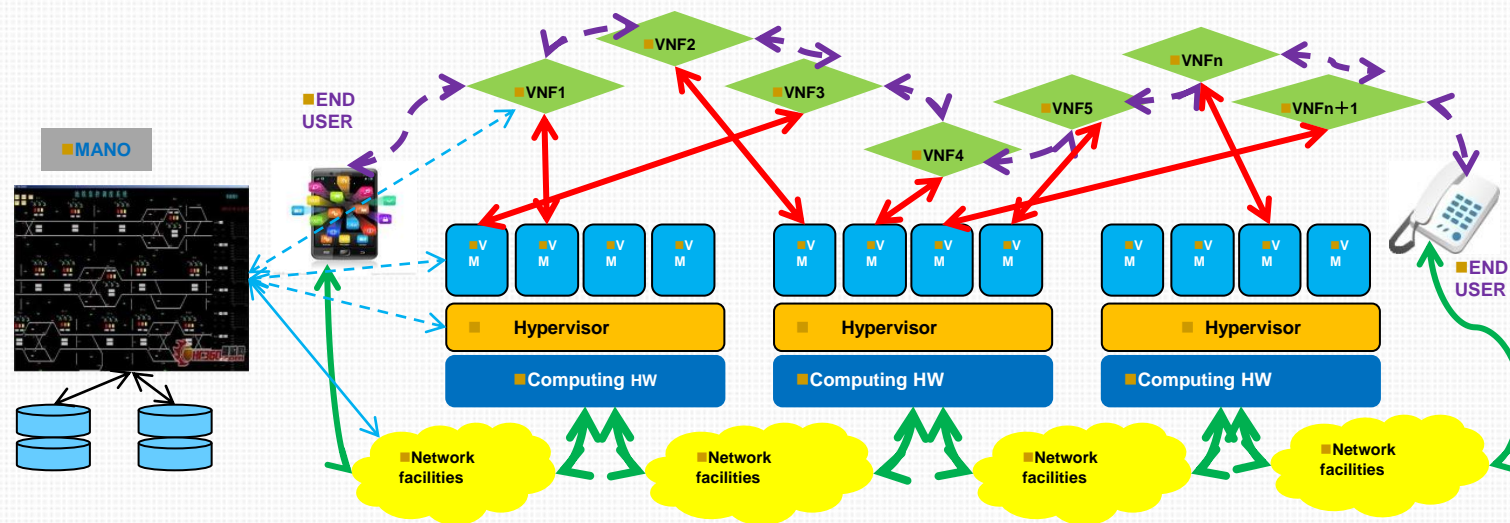 VNF2
VNFn
VNF1
VNF3
VNF5
VNFn+1
END
USER
MANO
VNF4
V
M
V
M
V
M
V
M
V
M
V
M
V
M
V
M
V
M
V
M
V
M
V
M
END
USER
Hypervisor
Hypervisor
Hypervisor
Computing HW
Computing HW
Computing HW
Network
facilities
Network
facilities
Network
facilities
Network
facilities